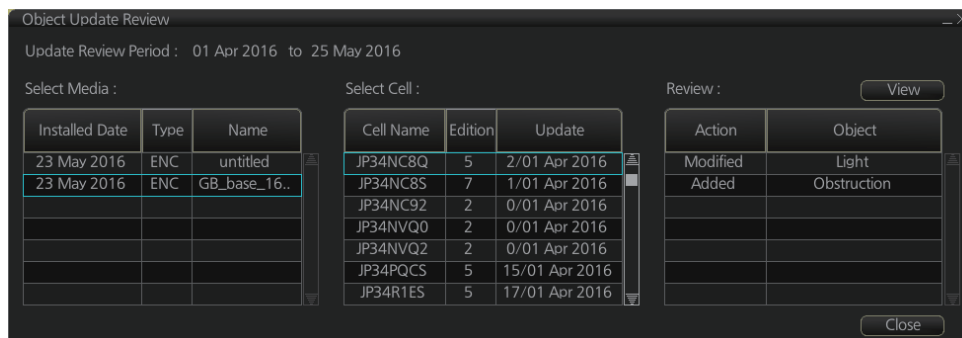 Object Update Review
Update Review Period : 01 Apr 2016 to 25 May 2016
Select Media : Select Cell : Review : View
Installed Date Type Name Cell Name Edition Update Action Object
23 May 2016 ENC untitled JP34NC8Q 5 2/01 Apr 2016 Modified Light
23 May 2016 ENC GB_base_16.. JP34NC8S 7 1/01 Apr 2016 Added Obstruction
JP34NC92 2 0/01 Apr 2016
JP34NVQ0 2 0/01 Apr 2016
JP34NVQ2 2 0/01 Apr 2016
JP34PQCS 5 15/01 Apr 2016
JP34R1ES 5 17/01 Apr 2016
Close